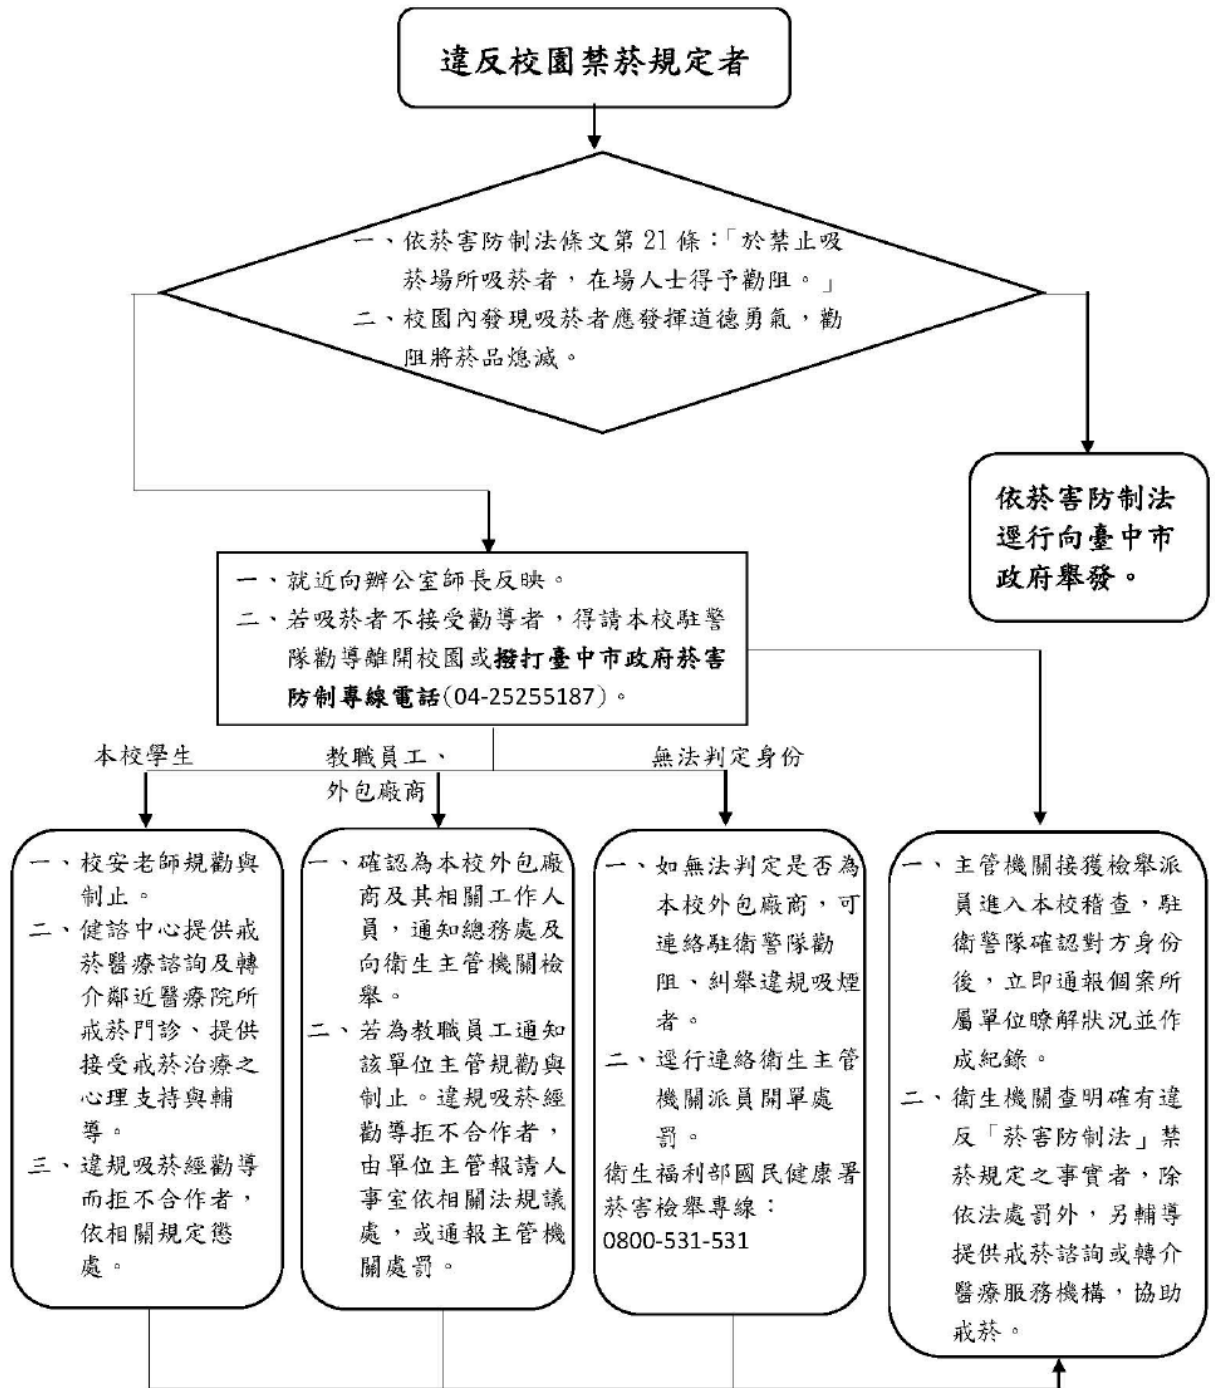 違反校園禁菸規定者
一、依菸害防制法條文第 21 條：「於禁止吸
菸場所吸菸者，在場人士得予勸阻。」
二、校園內發現吸菸者應發揮道德勇氣，勸
阻將菸品熄滅。
依菸害防制法
逕行向臺中市
政府舉發。
一、就近向辦公室師長反映。
二、若吸菸者不接受勸導者，得請本校駐警
隊勸導離開校園或撥打臺中市政府菸害
防制專線電話(04-25255187)。
本校學生
教職員工、
外包廠商
無法判定身份
一、校安老師規勸與
制止。
二、健諮中心提供戒
菸醫療諮詢及轉
介鄰近醫療院所
戒菸門診、提供
接受戒菸治療之
心理支持與輔
導。
三、違規吸菸經勸導
而拒不合作者，
依相關規定懲
處。
一、確認為本校外包廠
商及其相關工作人
員，通知總務處及
向衛生主管機關檢
舉。
二、若為教職員工通知
該單位主管規勸與
制止。違規吸菸經
勸導拒不合作者，
由單位主管報請人
事室依相關法規議
處，或通報主管機
關處罰。
一、如無法判定是否為
本校外包廠商，可
連絡駐衛警隊勸
阻、糾舉違規吸煙
者。
二、逕行連絡衛生主管
機關派員開單處
罰。
衛生福利部國民健康署
菸害檢舉專線：
0800-531-531
一、主管機關接獲檢舉派
員進入本校稽查，駐
衛警隊確認對方身份
後，立即通報個案所
屬單位瞭解狀況並作
成紀錄。
二、衛生機關查明確有違
反「菸害防制法」禁
菸規定之事實者，除
依法處罰外，另輔導
提供戒菸諮詢或轉介
醫療服務機構，協助
戒菸。